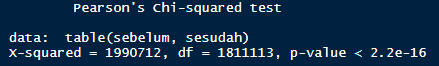 Pearson's Chi-squared test
data:  table(sebelum, sesudah)
X-squared = 1990712, df = 1811113, p-value < 2.2e-16